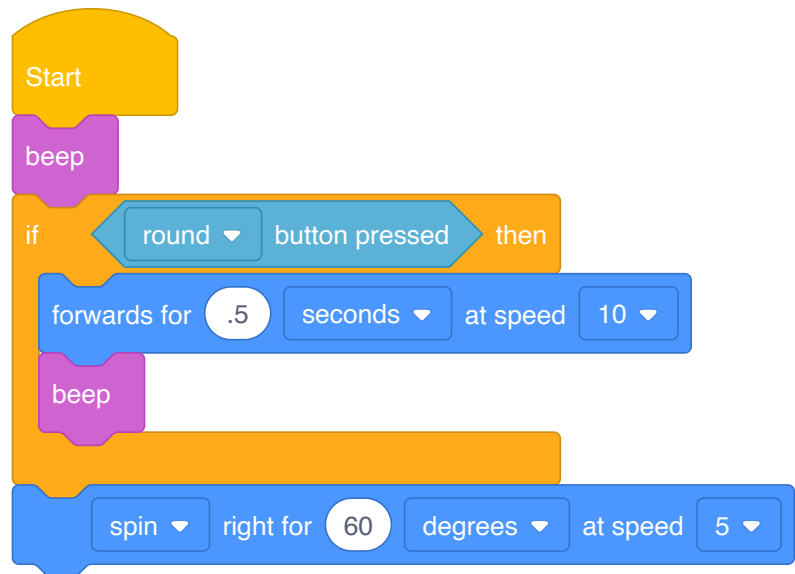 Start
beep
if round button pressed then
forwards for .5 seconds at speed 10
beep
spin right for 60 degrees at speed 5